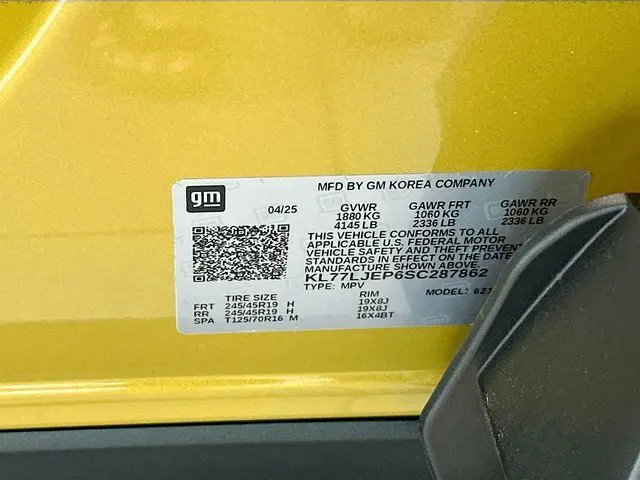 gm
MFD BY GM KOREA COMPANY
04/25 GVWR GAWR FRT GAWR RR
1880 KG 1060 KG 1060 KG
4145 LB 2336 LB 2336 LB
THIS VEHICLE CONFORMS TO ALL
APPLICABLE U.S. FEDERAL MOTOR
VEHICLE SAFETY AND THEFT PREVEN
STANDARDS IN EFFECT ON THE DATE
MANUFACTURE SHOWN ABOVE
KL77LJEP6SC287862
TYPE: MPV MODEL:
TIRE SIZE RIM
FRT 245/45R19 H 19X8J
RR 245/45R19 H 19X8J
SPA T125/70R16 M 16X4BT